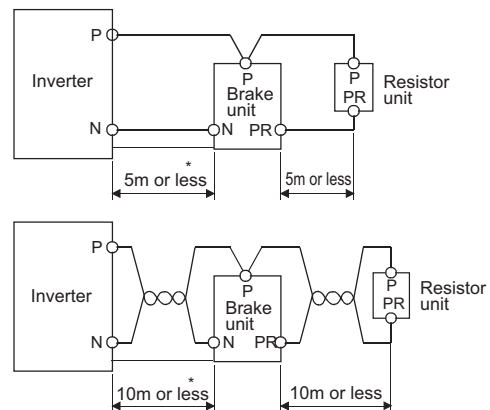 P
Inverter
N
P
Brake
unit
N PR
P
PR
Resistor
unit
*
5m or less
5m or less
P
Inverter
N
P
Brake
unit
N PR
P
PR
Resistor
unit
*
10m or less
10m or less